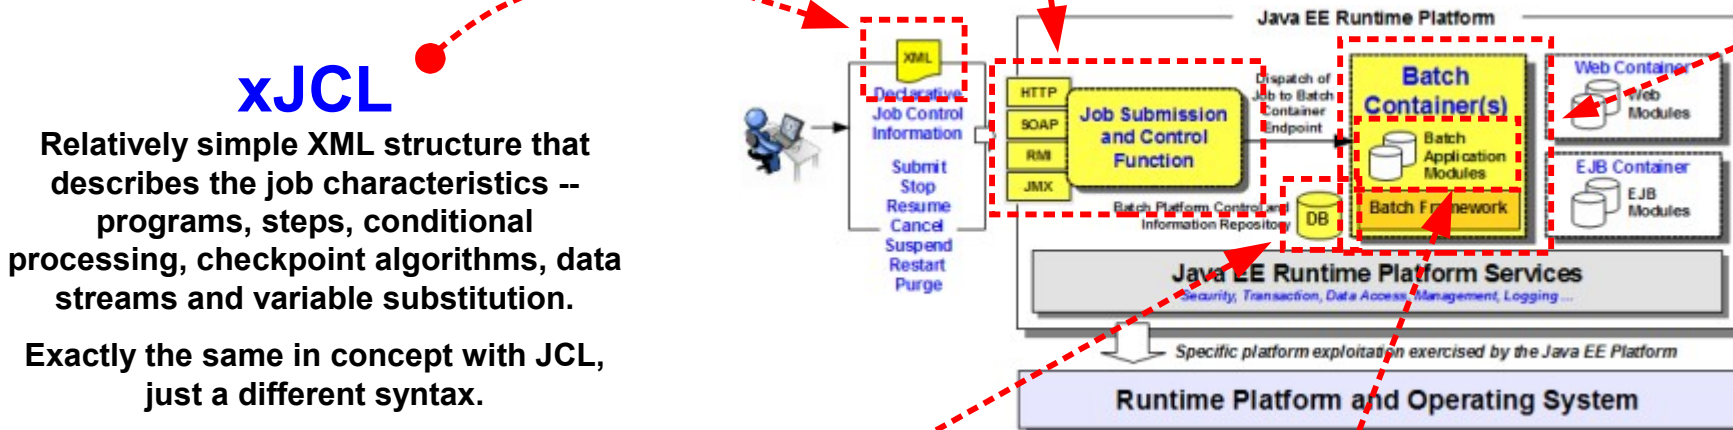 xJCL
Relatively simple XML structure that
describes the job characteristics --
programs, steps, conditional
processing, checkpoint algorithms, data
streams and variable substitution.
Exactly the same in concept with JCL,
just a different syntax.
XML
Declarative
Job Control
Information
Submit
Stop
Resume
Cancel
Suspend
Restart
Purge
Java EE Runtime Platform
HTTP
SOAP
RMI
JMX
Job Submission
and Control
Function
Dispatch of
Job to Batch
Container
Endpoint
Batch Platform Control and
Information Repository
DB
Batch
Container(s)
Batch
Application
Modules
Batch Framework
Web Container
Web
Modules
EJB Container
EJB
Modules
Java EE Runtime Platform Services
Security, Transaction, Data Access, Management, Logging ...
Specific platform exploitation exercised by the Java EE Platform
Runtime Platform and Operating System